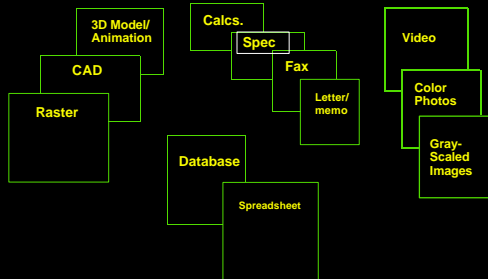 3D Model/
Animation
CAD
Raster
Calcs.
Spec
Fax
Letter/
memo
Video
Color
Photos
Gray-
Scaled
Images
Database
Spreadsheet